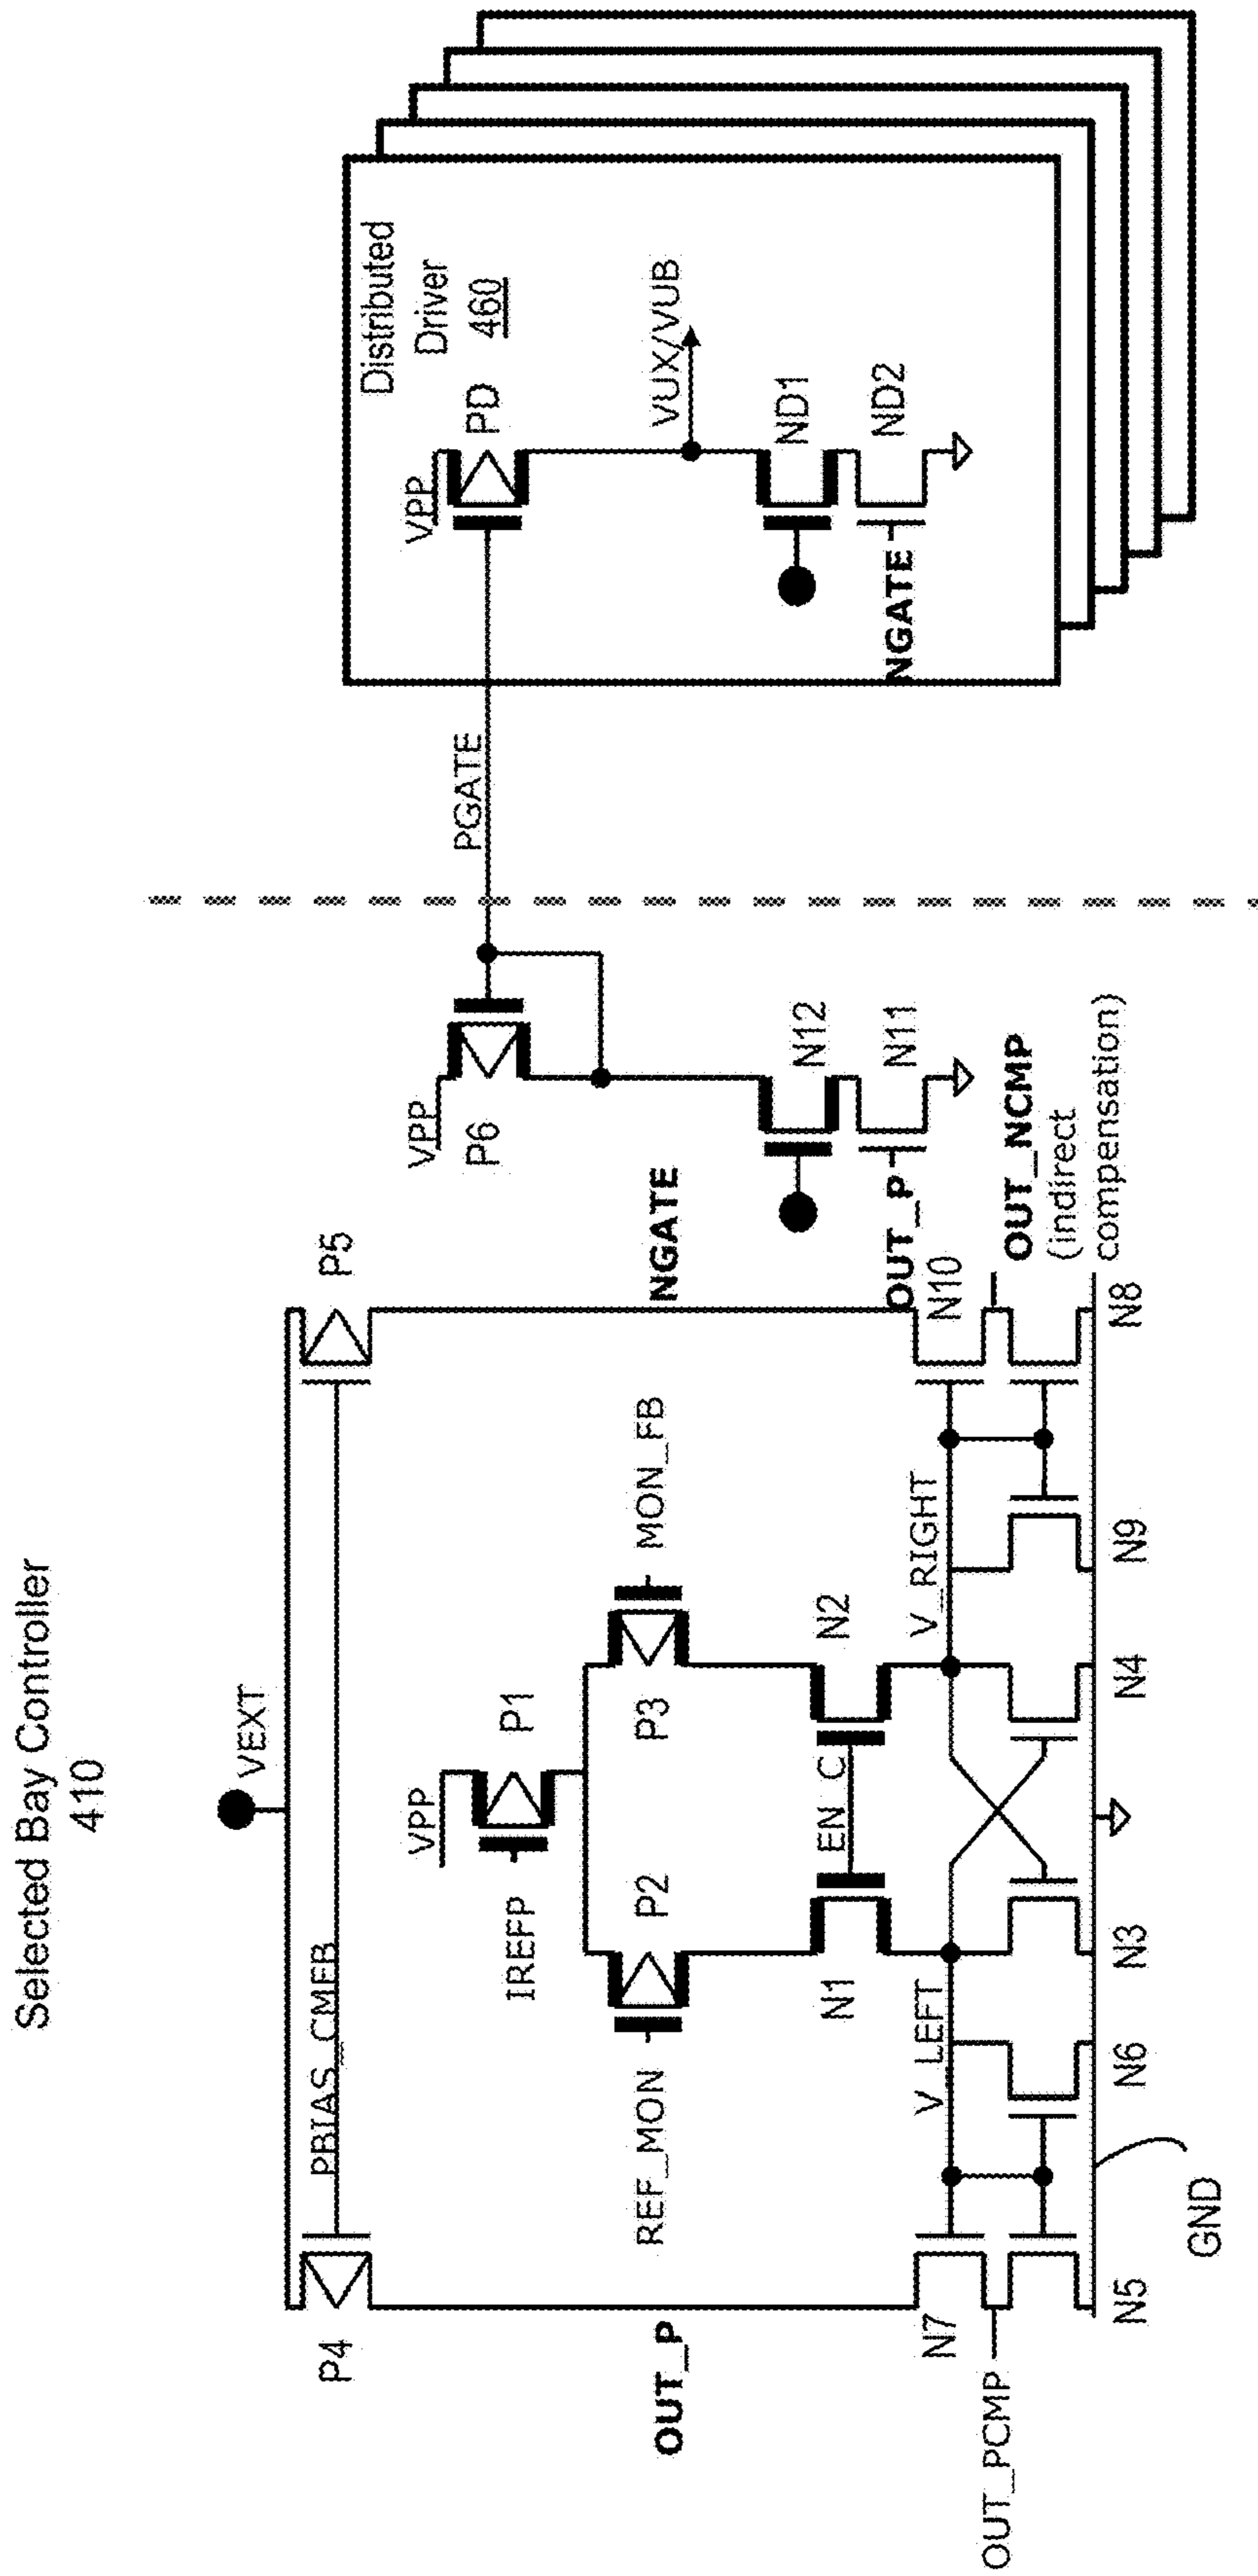 Selected Bay Controller
410
VEXT
PBIAS_CMFB
P4
P5
VPP
IREFP
P1
REF_MON
P2
P3
MON_FB
OUT_P
NGATE
EN_C
N1
N2
V_LEFT
V_RIGHT
N7
N10
OUT_PCMP
N5
N6
N3
N4
N9
N8
GND
OUT_NCMP
(indirect
compensation)
VPP
P6
N12
OUT_P
N11
PGATE
Distributed
Driver
460
VPP
PD
VUX/VUB
ND1
NGATE
ND2